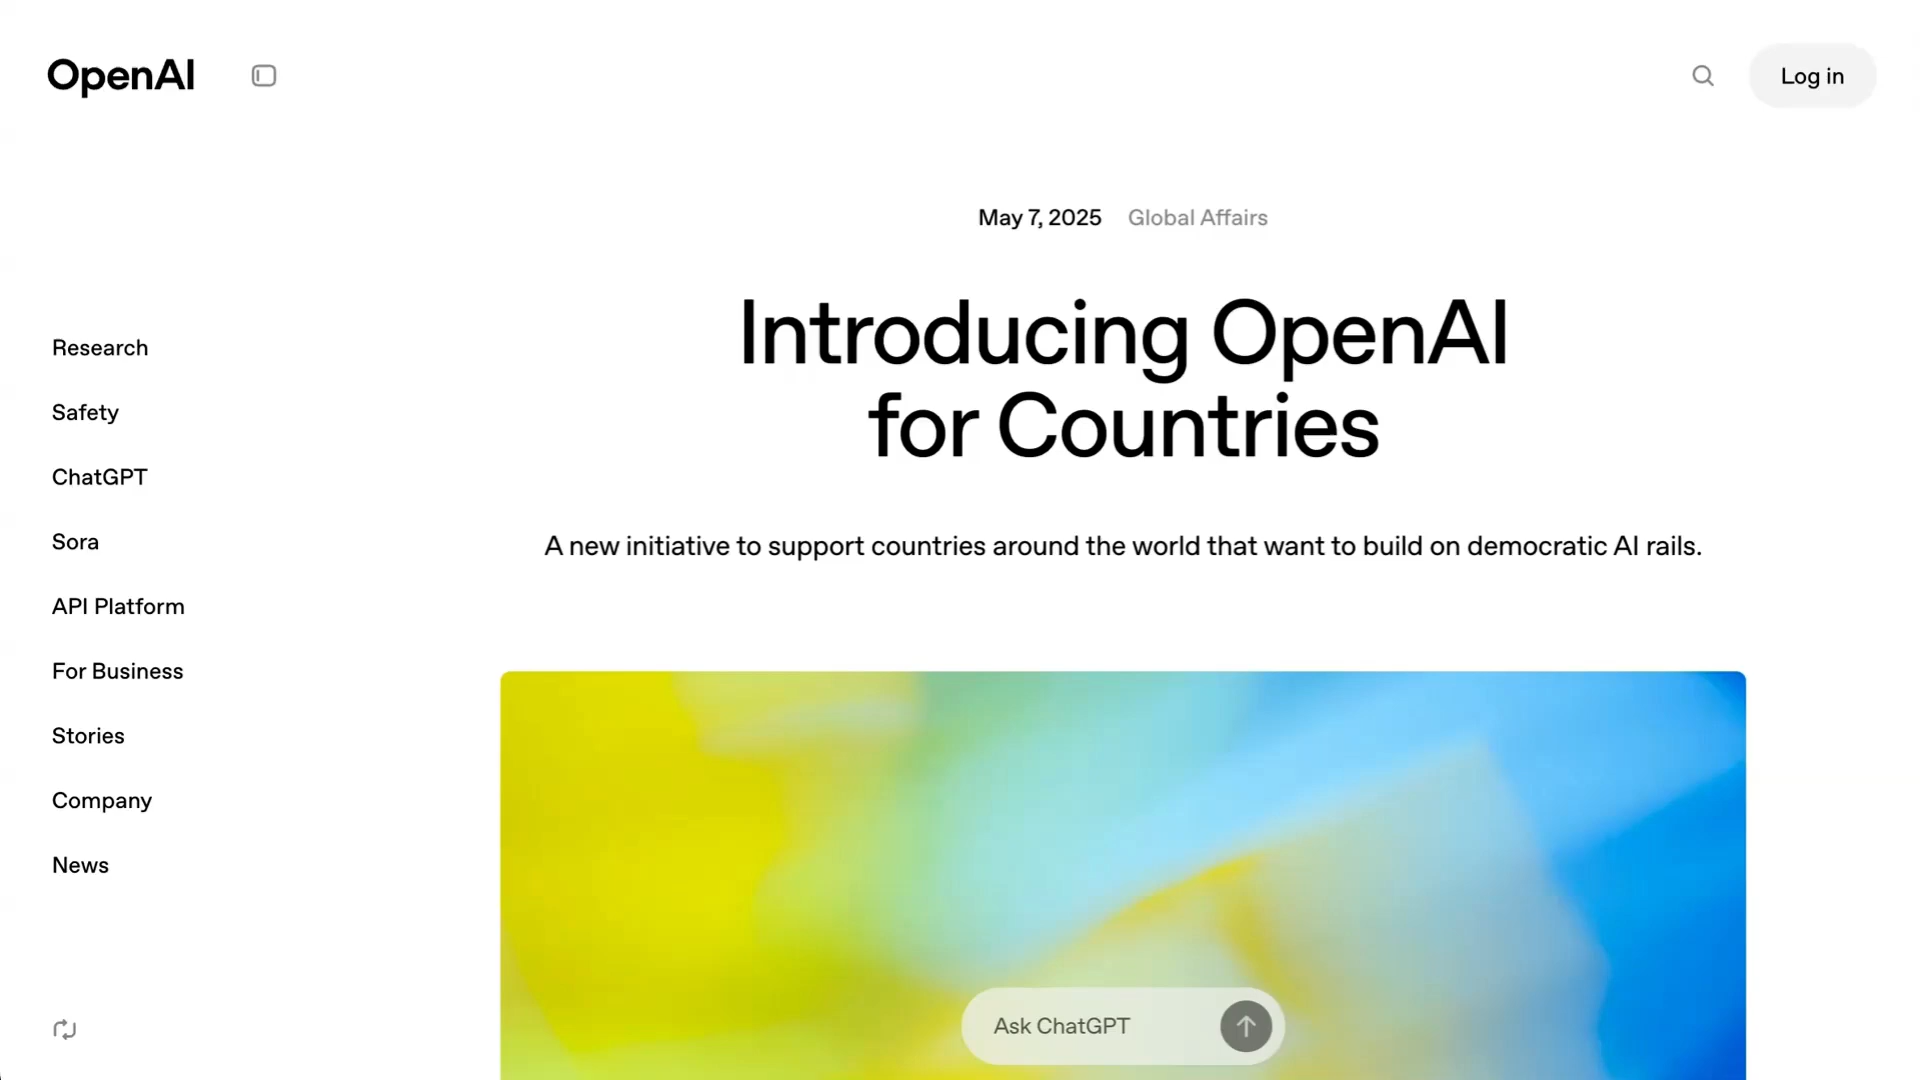 OpenAI
Log in
May 7, 2025 Global Affairs
Introducing OpenAI
for Countries
A new initiative to support countries around the world that want to build on democratic AI rails.
Research
Safety
ChatGPT
Sora
API Platform
For Business
Stories
Company
News
Ask ChatGPT